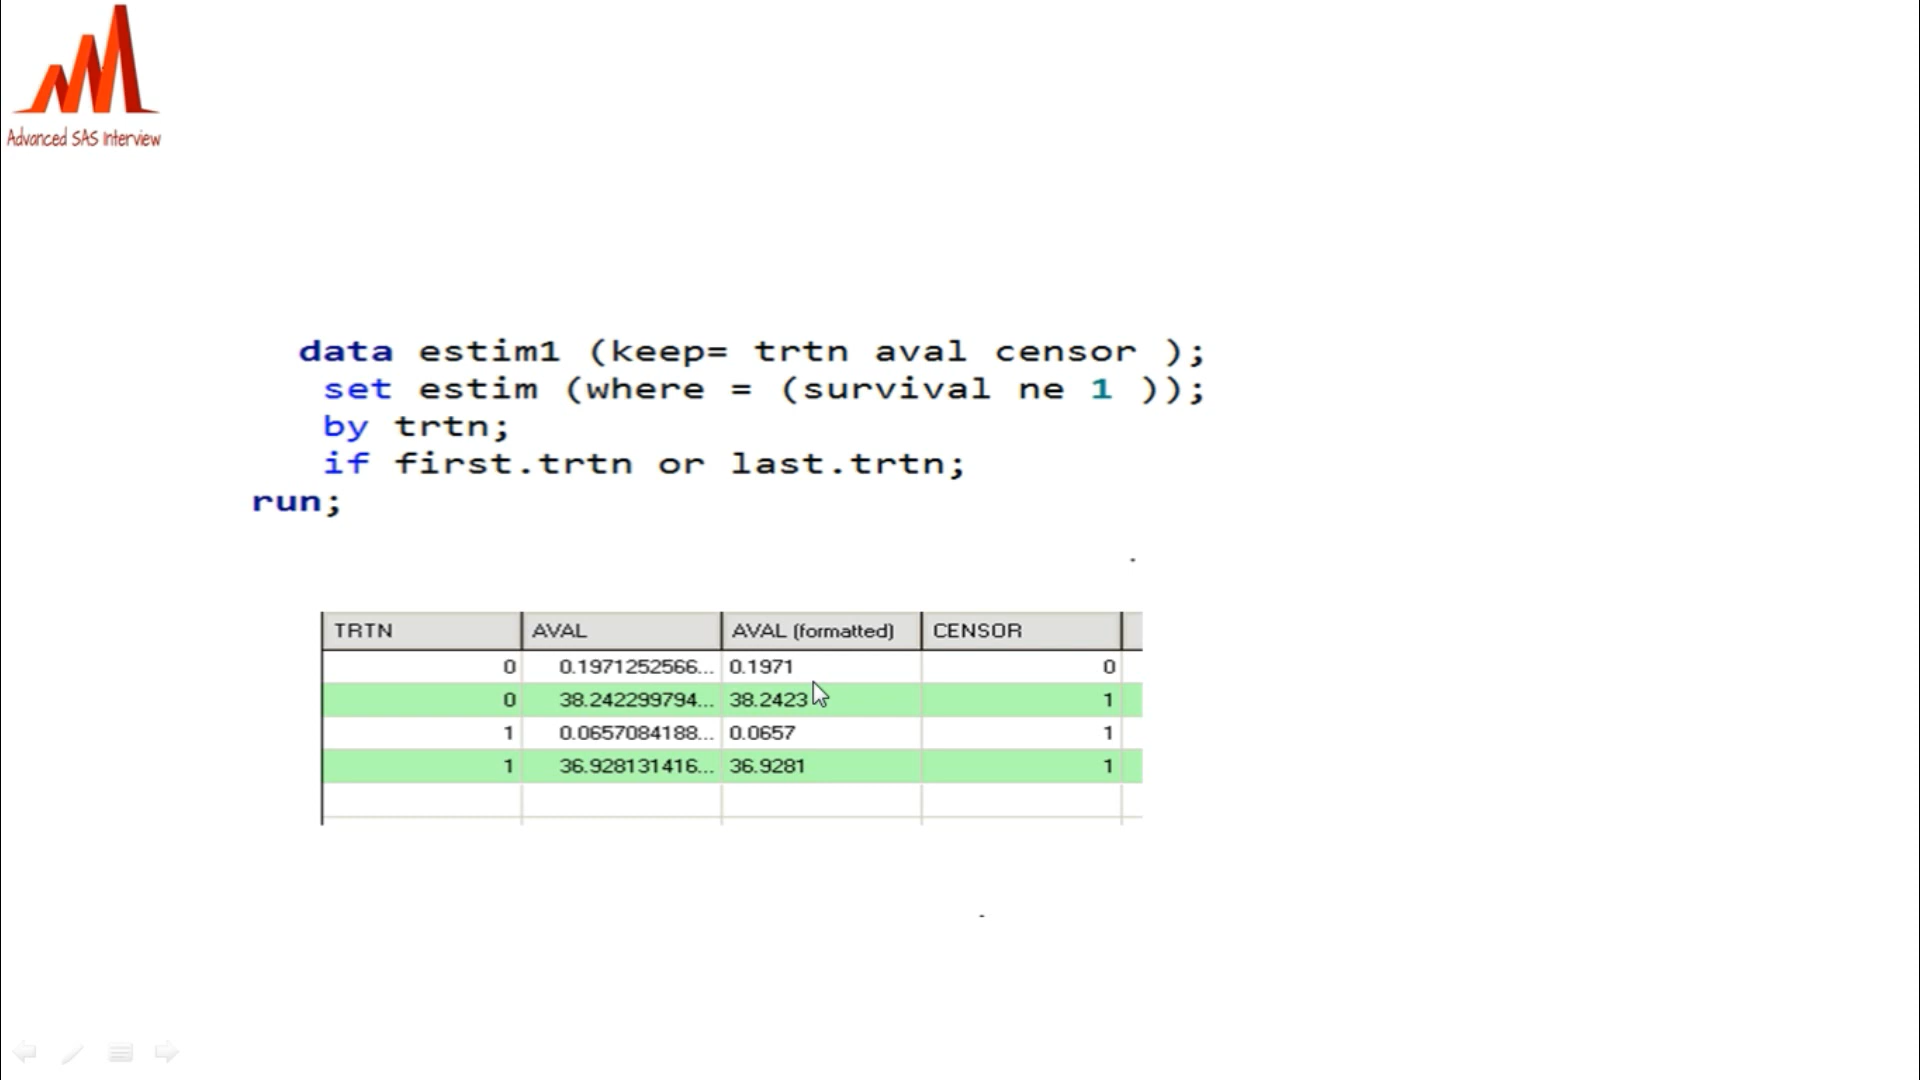 Advanced SAS Interview
data estim1 (keep= trtn aval censor );
set estim (where = (survival ne 1 ));
by trtn;
if first.trtn or last.trtn;
run;
TRTN AVAL AVAL (formatted) CENSOR
0 0.1971252566... 0.1971 0
0 38.242299794... 38.2423 1
1 0.0657084188... 0.0657 1
1 36.928131416... 36.9281 1